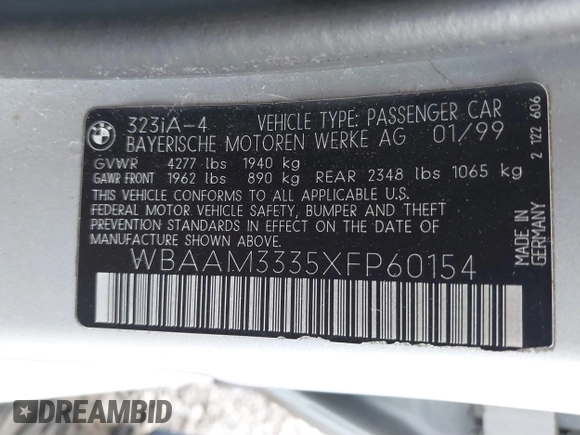 323iA-4 VEHICLE TYPE: PASSENGER CAR
BAYERISCHE MOTOREN WERKE AG 01/99
GVWR 4277 lbs 1940 kg
GAWR FRONT 1962 lbs 890 kg REAR 2348 lbs 1065 kg
THIS VEHICLE CONFORMS TO ALL APPLICABLE U.S.
FEDERAL MOTOR VEHICLE SAFETY, BUMPER AND THEFT
PREVENTION STANDARDS IN EFFECT ON THE DATE OF
MANUFACTURE SHOWN ABOVE.
WBAAM3335XFP60154
MADE IN GERMANY
2 122 606
DREAMBID